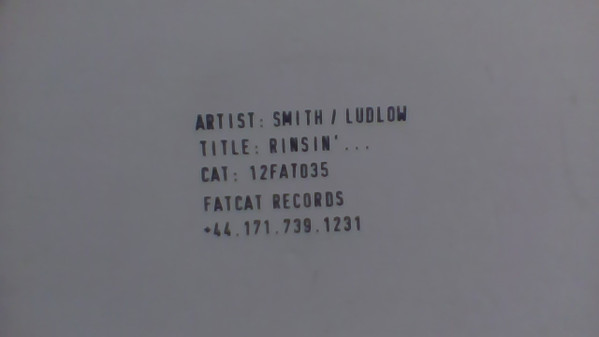 ARTIST: SMITH / LUDLOW
TITLE: RINSIN'...
CAT: 12FAT035
FATCAT RECORDS
+44.171.739.1231